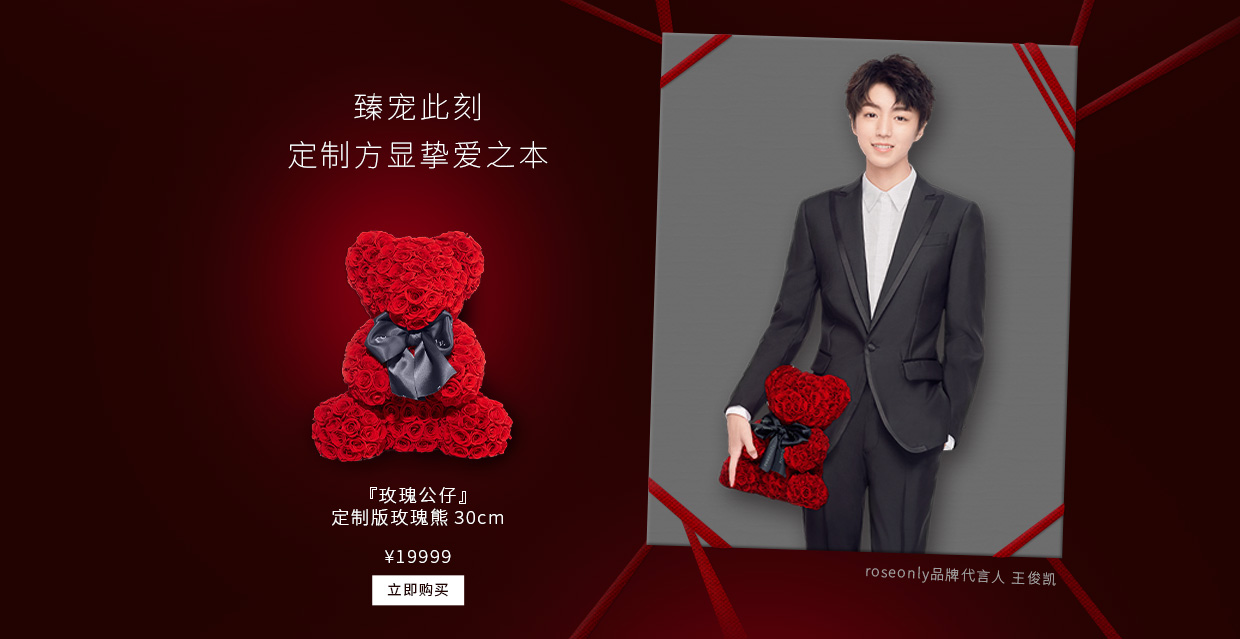 臻宠此刻
定制方显挚爱之本
『玫瑰公仔』
定制版玫瑰熊 30cm
¥19999
立即购买
roseonly品牌代言人 王俊凯